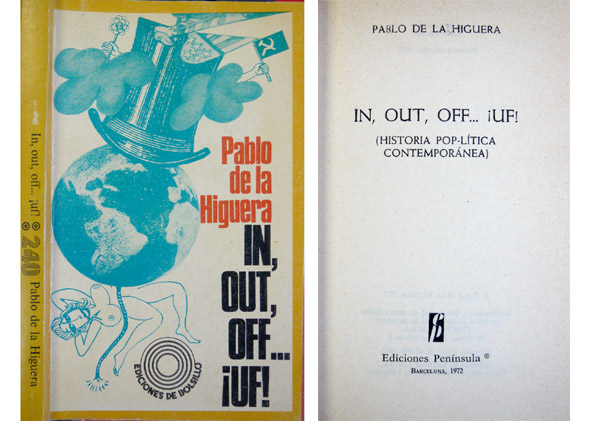 In, out, off... ¡uf! 240 Pablo de la Higuera
Pablo
de la
Higuera
IN,
OUT,
OFF...
¡UF!
EDICIONES DE BOLSILLO
PABLO DE LA HIGUERA
IN, OUT, OFF... ¡UF!
(HISTORIA POP-LÍTICA
CONTEMPORÁNEA)
Ediciones Península ®
BARCELONA, 1972